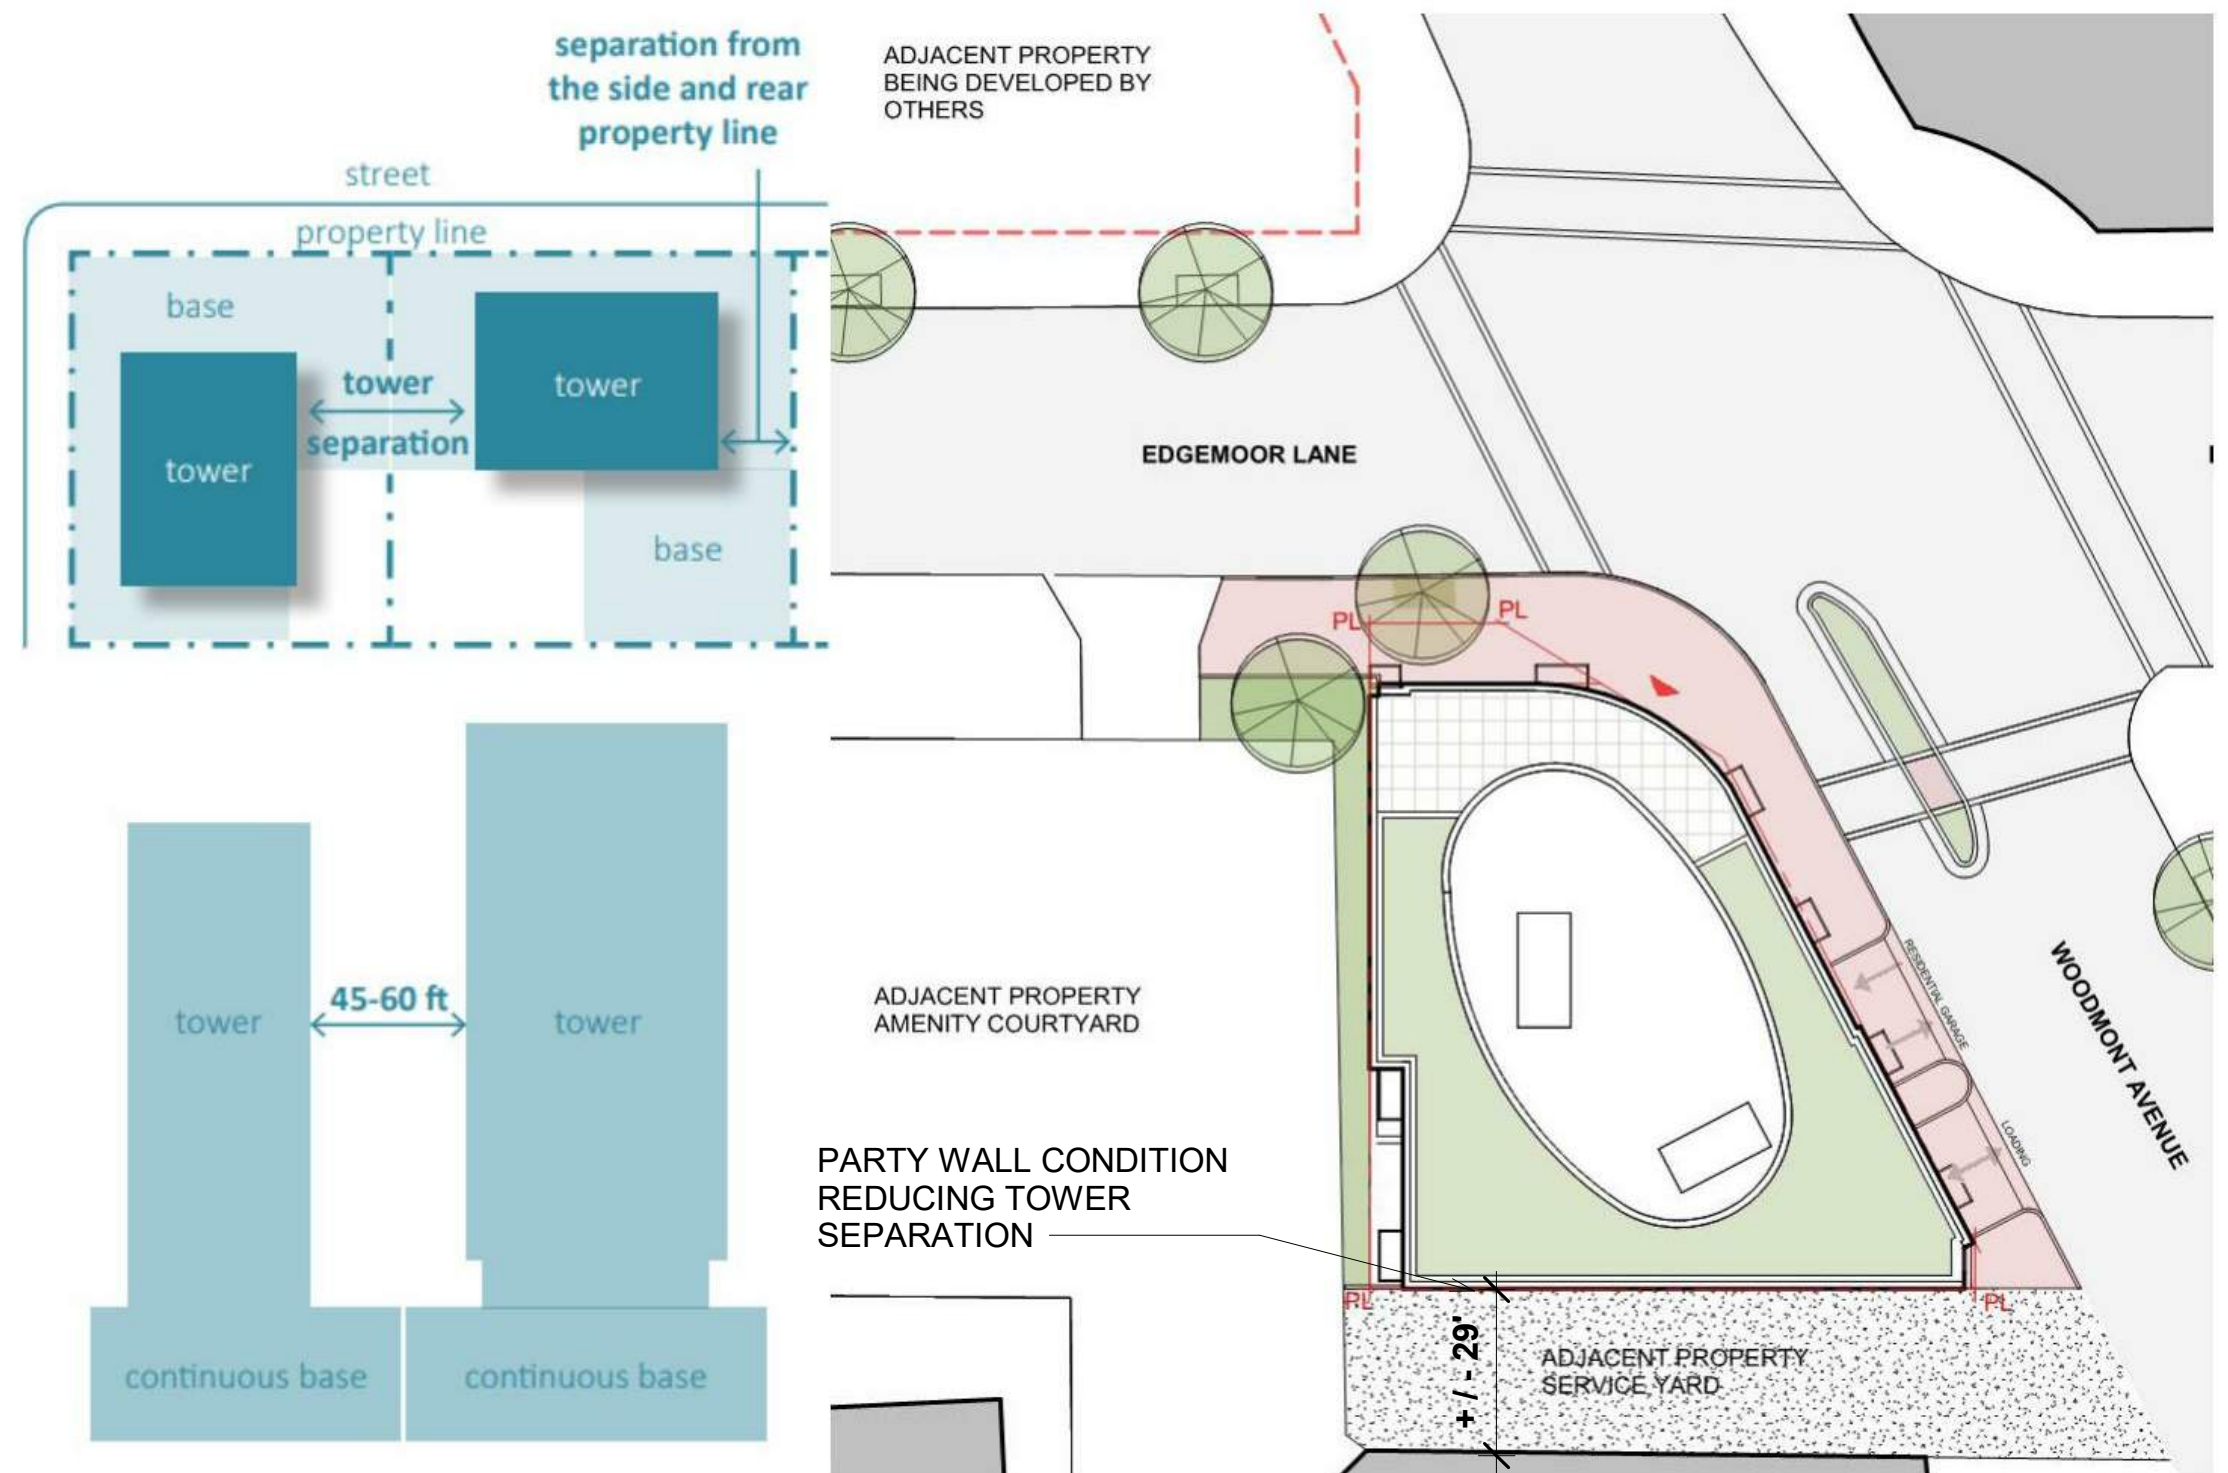 separation from
the side and rear
property line
street
property line
base
tower
tower
separation
tower
base
tower
45-60 ft
tower
continuous base
continuous base
ADJACENT PROPERTY
BEING DEVELOPED BY
OTHERS
EDGEMOOR LANE
PL
PL
RESIDENTIAL GARAGE
WOODMONT AVENUE
ADJACENT PROPERTY
AMENITY COURTYARD
LOADING
PARTY WALL CONDITION
REDUCING TOWER
SEPARATION
PL
PL
+ / - 29'
ADJACENT PROPERTY
SERVICE YARD